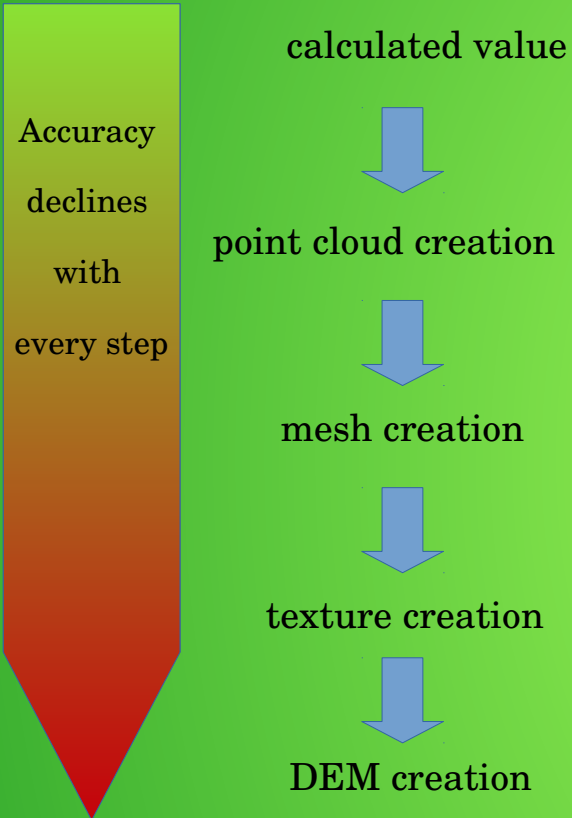 calculated value
Accuracy
declines
with
every step
point cloud creation
mesh creation
texture creation
DEM creation